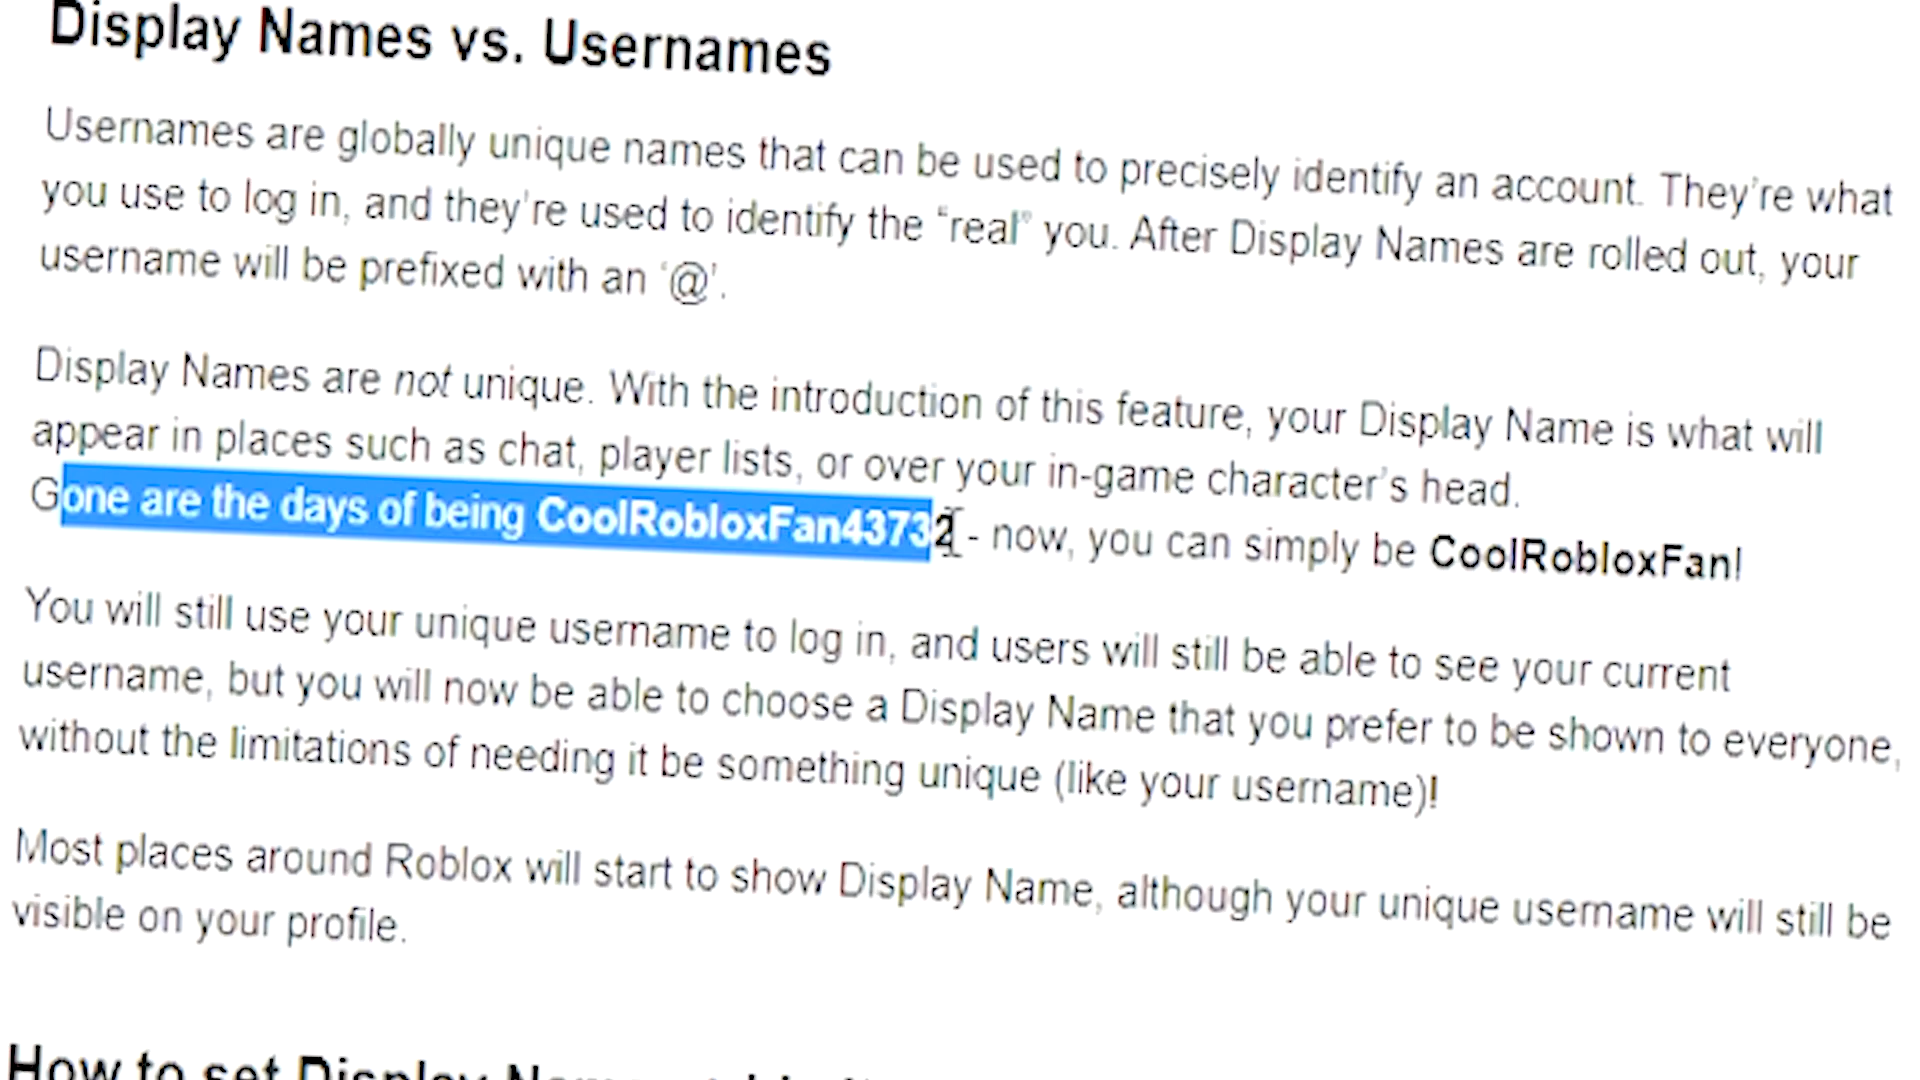 Display Names vs. Usernames
Usernames are globally unique names that can be used to precisely identify an account. They're what
you use to log in, and they're used to identify the “real” you. After Display Names are rolled out, your
username will be prefixed with an ‘@’.
Display Names are not unique. With the introduction of this feature, your Display Name is what will
appear in places such as chat, player lists, or over your in-game character's head.
Gone are the days of being CoolRobloxFan43732 - now, you can simply be CoolRobloxFan!
You will still use your unique username to log in, and users will still be able to see your current
username, but you will now be able to choose a Display Name that you prefer to be shown to everyone,
without the limitations of needing it be something unique (like your username)!
Most places around Roblox will start to show Display Name, although your unique username will still be
visible on your profile.
How to set Display